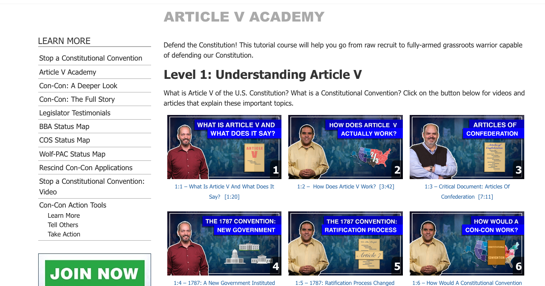 ARTICLE V ACADEMY
LEARN MORE
Stop a Constitutional Convention
Article V Academy
Con-Con: A Deeper Look
Con-Con: The Full Story
Legislator Testimonials
BBA Status Map
COS Status Map
Wolf-PAC Status Map
Rescind Con-Con Applications
Stop a Constitutional Convention:
Video
Con-Con Action Tools
Learn More
Tell Others
Take Action
JOIN NOW
Defend the Constitution! This tutorial course will help you go from raw recruit to fully-armed grassroots warrior capable
of defending our Constitution.
Level 1: Understanding Article V
What is Article V of the U.S. Constitution? What is a Constitutional Convention? Click on the button below for videos and
articles that explain these important topics.
WHAT IS ARTICLE V AND
WHAT DOES IT SAY?
1
HOW DOES ARTICLE V
ACTUALLY WORK?
2
ARTICLES OF
CONFEDERATION
3
1:1 – What Is Article V And What Does It
Say? [1:20]
1:2 – How Does Article V Work? [3:42]
1:3 – Critical Document: Articles Of
Confederation [7:11]
THE 1787 CONVENTION:
NEW GOVERNMENT
4
THE 1787 CONVENTION:
RATIFICATION PROCESS
5
HOW WOULD A
CON-CON WORK?
6
1:4 – 1787: A New Government Instituted
1:5 – 1787: Ratification Process Changed
1:6 – How Would A Constitutional Convention